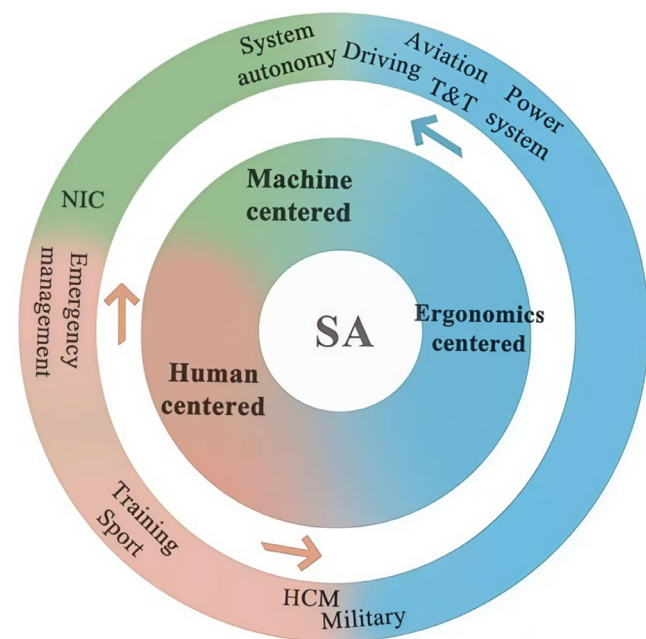 System
autonomy
Driving
Aviation
T&T
Power
system
NIC
Machine
centered
Emergency
management
SA
Ergonomics
centered
Human
centered
Training
Sport
HCM
Military